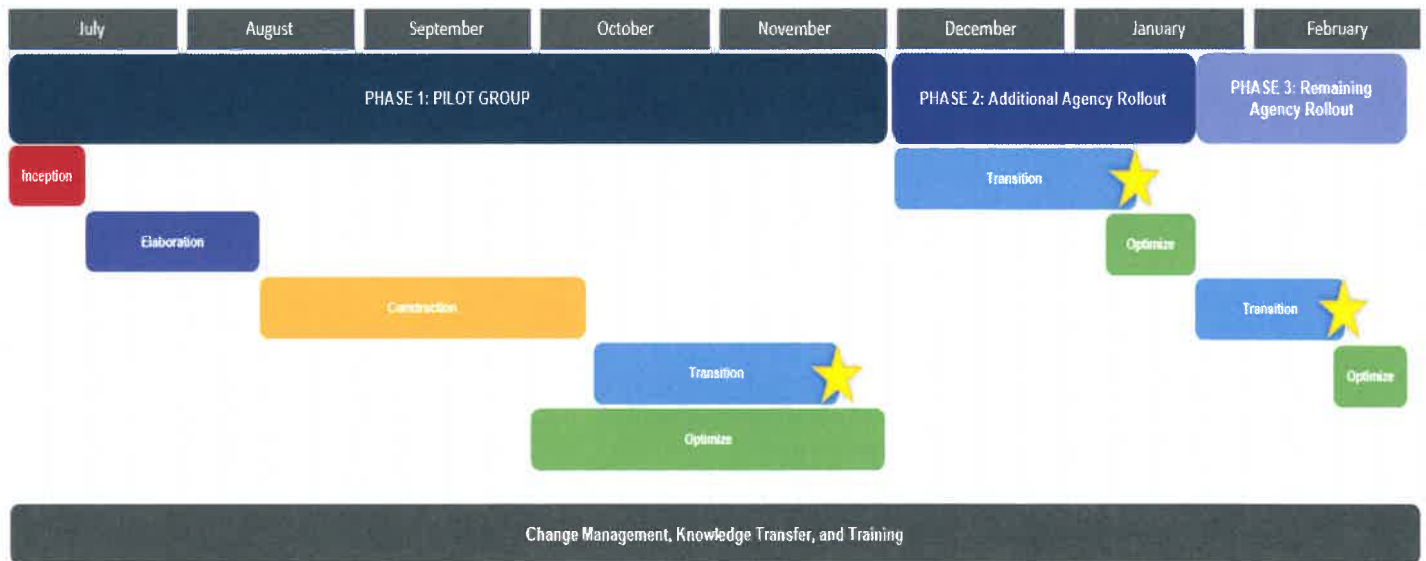 July August September October November December January February
PHASE 1: PILOT GROUP
PHASE 2: Additional Agency Rollout
PHASE 3: Remaining
Agency Rollout
Inception
Transition
Elaboration
Optimize
Construction
Transition
Transition
Optimize
Optimize
Change Management, Knowledge Transfer, and Training